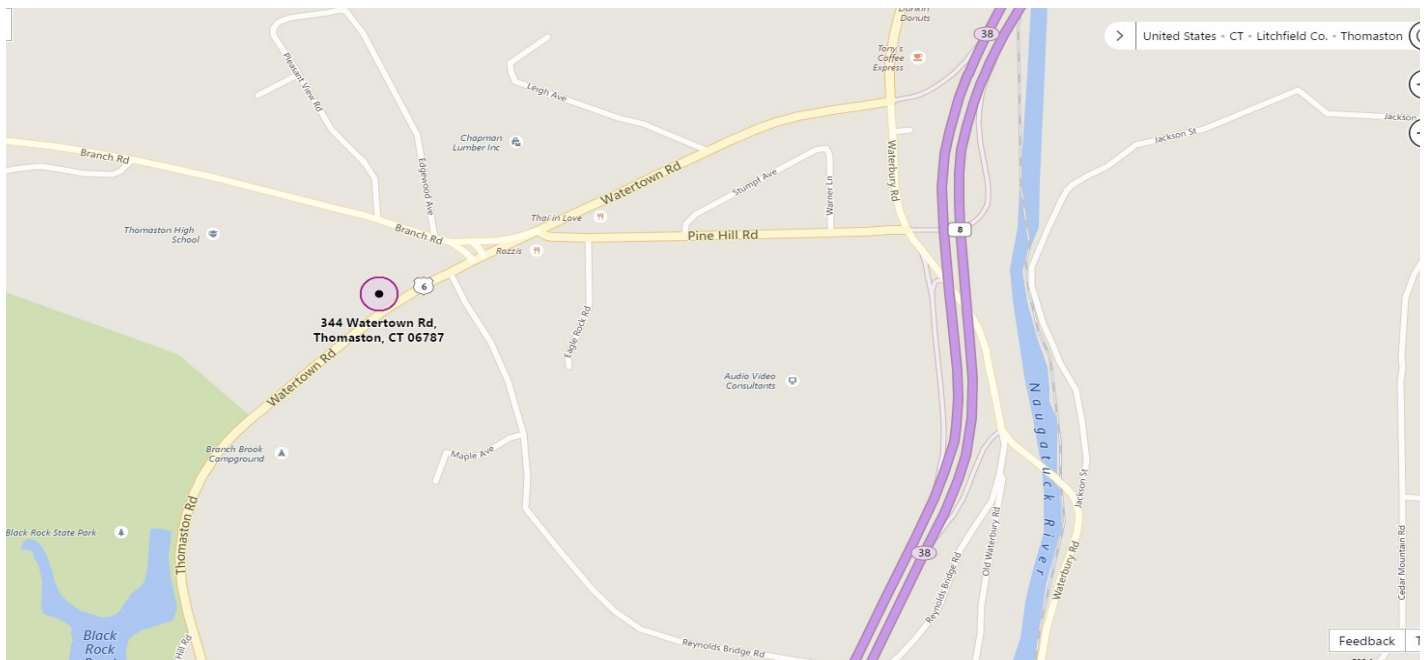 Dunkin
Donuts
38
United States • CT • Litchfield Co. • Thomaston
Tony's
Coffee
Express
Pleasant View Rd
Leigh Ave
Jackson St
Jackson
Chapman
Lumber Inc
Branch Rd
Edgewood Ave
Watertown Rd
Stumpf Ave
Warner Ln
Waterbury Rd
Thai in Love
Thomaston High
School
Branch Rd
Pine Hill Rd
8
Rozzis
6
344 Watertown Rd,
Thomaston, CT 06787
Eagle Rock Rd
Watertown Rd
Audio Video
Consultants
Naugatuck River
Branch Brook
Campground
Maple Ave
Jackson St
Thomaston Rd
Black Rock State Park
38
Old Waterbury Rd
Reynolds Bridge Rd
Waterbury Rd
Cedar Mountain Rd
Black
Rock
Hill Rd
Reynolds Bridge Rd
Feedback